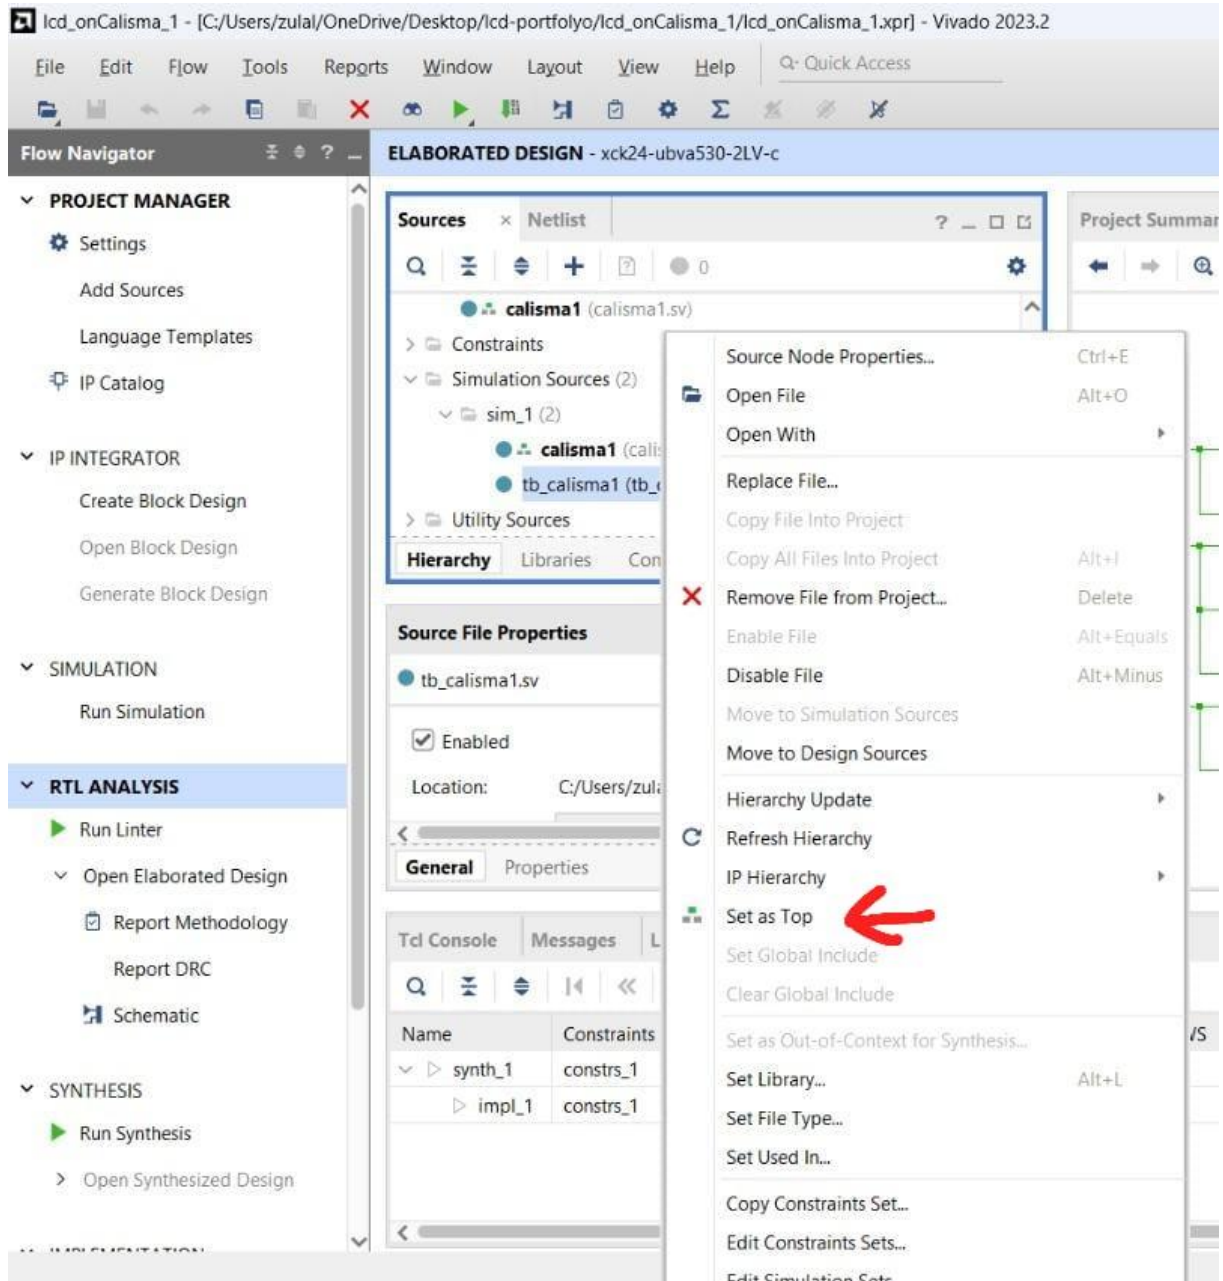 lcd_onCalisma_1 - [C:/Users/zulal/OneDrive/Desktop/lcd-portfolyo/lcd_onCalisma_1/lcd_onCalisma_1.xpr] - Vivado 2023.2
File Edit Flow Tools Reports Window Layout View Help Quick Access
Flow Navigator
PROJECT MANAGER
Settings
Add Sources
Language Templates
IP Catalog
IP INTEGRATOR
Create Block Design
Open Block Design
Generate Block Design
SIMULATION
Run Simulation
RTL ANALYSIS
Run Linter
Open Elaborated Design
Report Methodology
Report DRC
Schematic
SYNTHESIS
Run Synthesis
Open Synthesized Design
IMPLEMENTATION
ELABORATED DESIGN - xck24-ubva530-2LV-c
Sources Netlist
0
calisma1 (calisma1.sv)
Constraints
Simulation Sources (2)
sim_1 (2)
calisma1 (calis
tb_calisma1 (tb_c
Utility Sources
Hierarchy Libraries Com
Source File Properties
tb_calisma1.sv
Enabled
Location: C:/Users/zula
General Properties
Tcl Console Messages L
Name Constraints
synth_1 constrs_1
impl_1 constrs_1
Project Summar
Source Node Properties... Ctrl+E
Open File Alt+O
Open With
Replace File...
Copy File Into Project
Copy All Files Into Project Alt+I
Remove File from Project... Delete
Enable File Alt+Equals
Disable File Alt+Minus
Move to Simulation Sources
Move to Design Sources
Hierarchy Update
Refresh Hierarchy
IP Hierarchy
Set as Top
Set Global Include
Clear Global Include
Set as Out-of-Context for Synthesis...
Set Library... Alt+L
Set File Type...
Set Used In...
Copy Constraints Set...
Edit Constraints Sets...
Edit Simulation Sets...